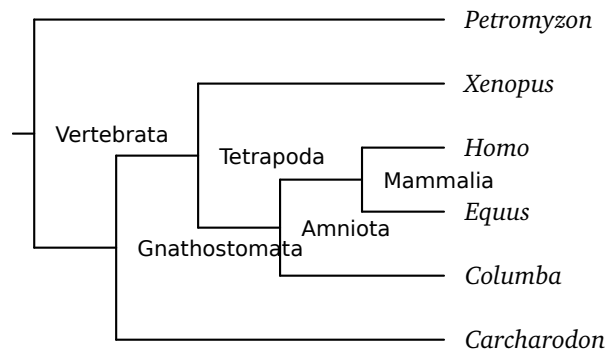 Petromyzon
Xenopus
Vertebrata
Homo
Tetrapoda
Mammalia
Equus
Amniota
Gnathostomata
Columba
Carcharodon